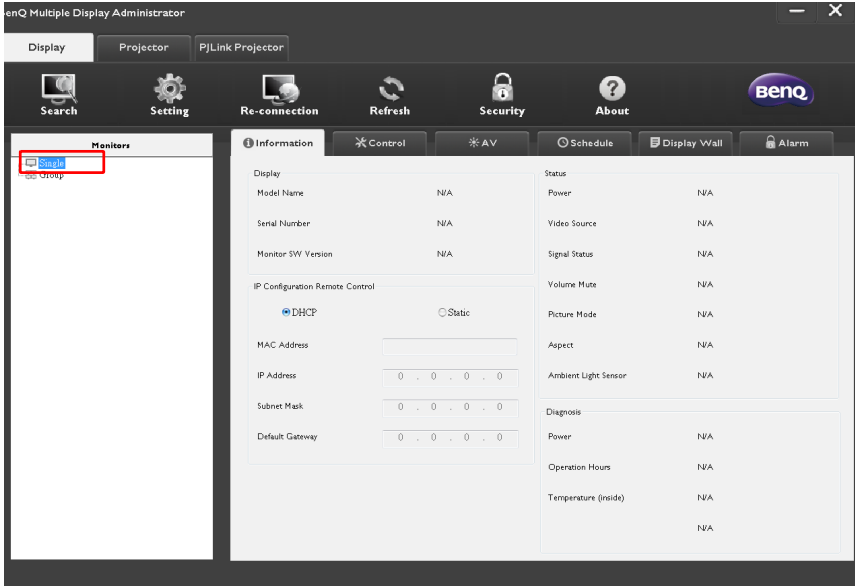 enQ Multiple Display Administrator
Display Projector PJLink Projector
Search Setting Re-connection Refresh Security About BenQ
Monitors
Single
Group
Information Control AV Schedule Display Wall Alarm
Display
Model Name N/A
Serial Number N/A
Monitor SW Version N/A
IP Configuration Remote Control
DHCP Static
MAC Address
IP Address 0 . 0 . 0 . 0
Subnet Mask 0 . 0 . 0 . 0
Default Gateway 0 . 0 . 0 . 0
Status
Power N/A
Video Source N/A
Signal Status N/A
Volume Mute N/A
Picture Mode N/A
Aspect N/A
Ambient Light Sensor N/A
Diagnosis
Power N/A
Operation Hours N/A
Temperature (inside) N/A
N/A